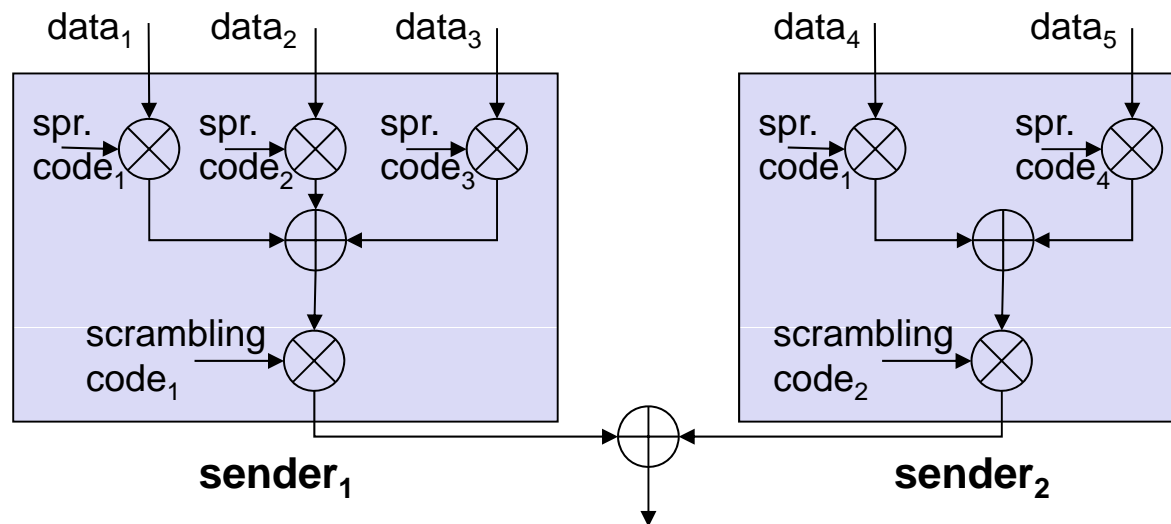 data₁ data₂ data₃ data₄ data₅
spr. spr. spr. spr. spr.
code₁ code₂ code₃ code₁ code₄
scrambling scrambling
code₁ code₂
sender₁ sender₂